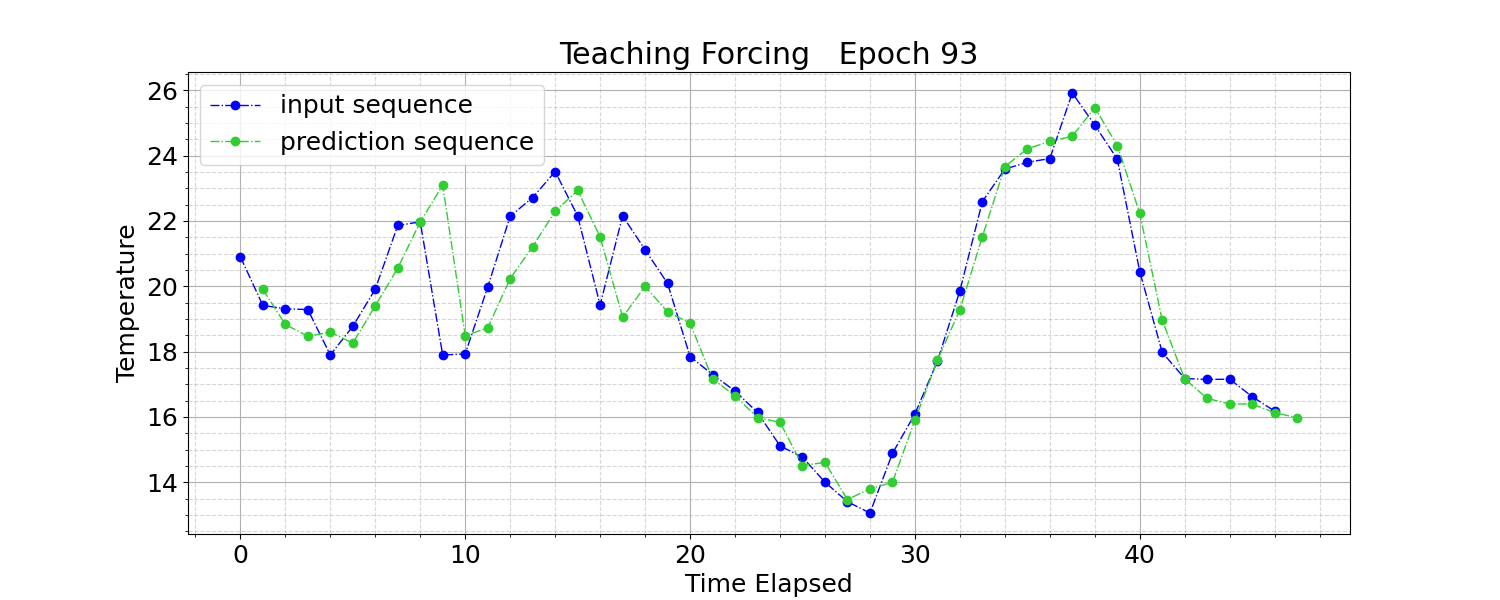 Teaching Forcing   Epoch 93
input sequence
prediction sequence
Temperature
26
24
22
20
18
16
14
0 10 20 30 40
Time Elapsed